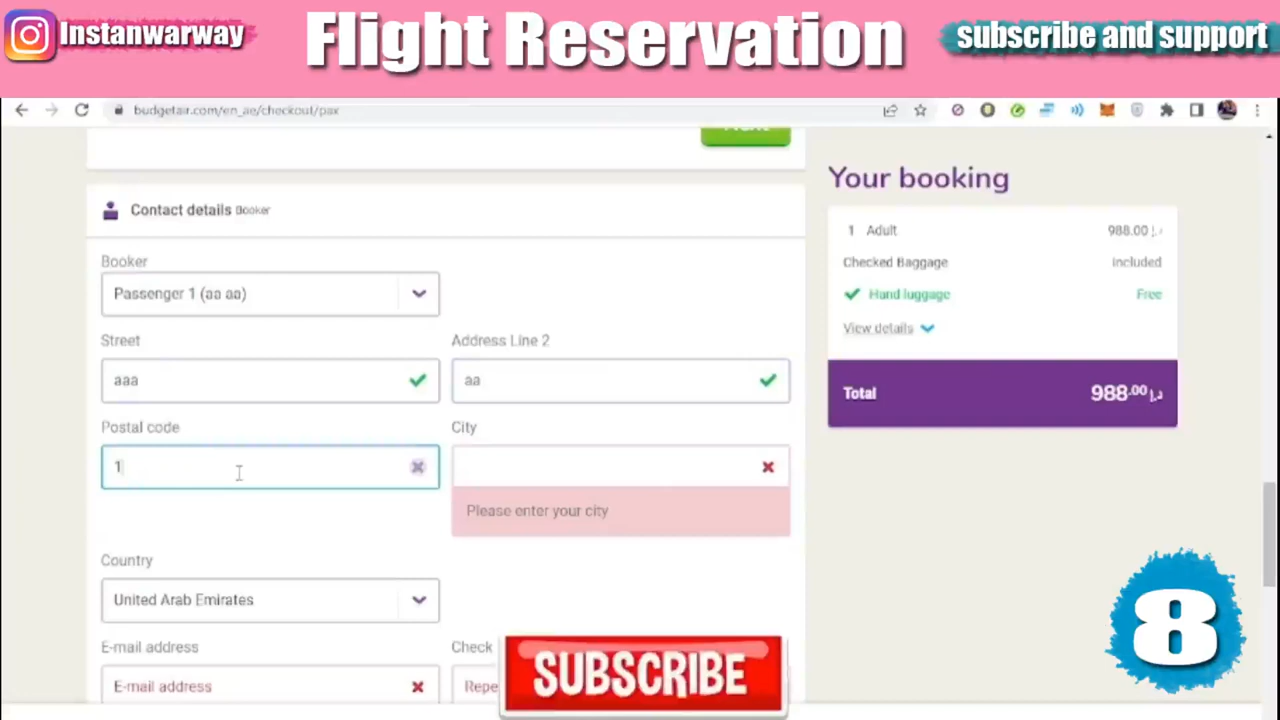 Instanwarway
Flight Reservation
subscribe and support
budgetair.com/en_ae/checkout/pax
Your booking
Contact details Booker
1 Adult 988.00 د.إ
Checked Baggage Included
Hand luggage Free
View details
Total 988.00 د.إ
Booker
Passenger 1 (aa aa)
Street
Address Line 2
aaa
aa
Postal code
City
1
Please enter your city
Country
United Arab Emirates
E-mail address
Check
E-mail address
Repe
SUBSCRIBE
8